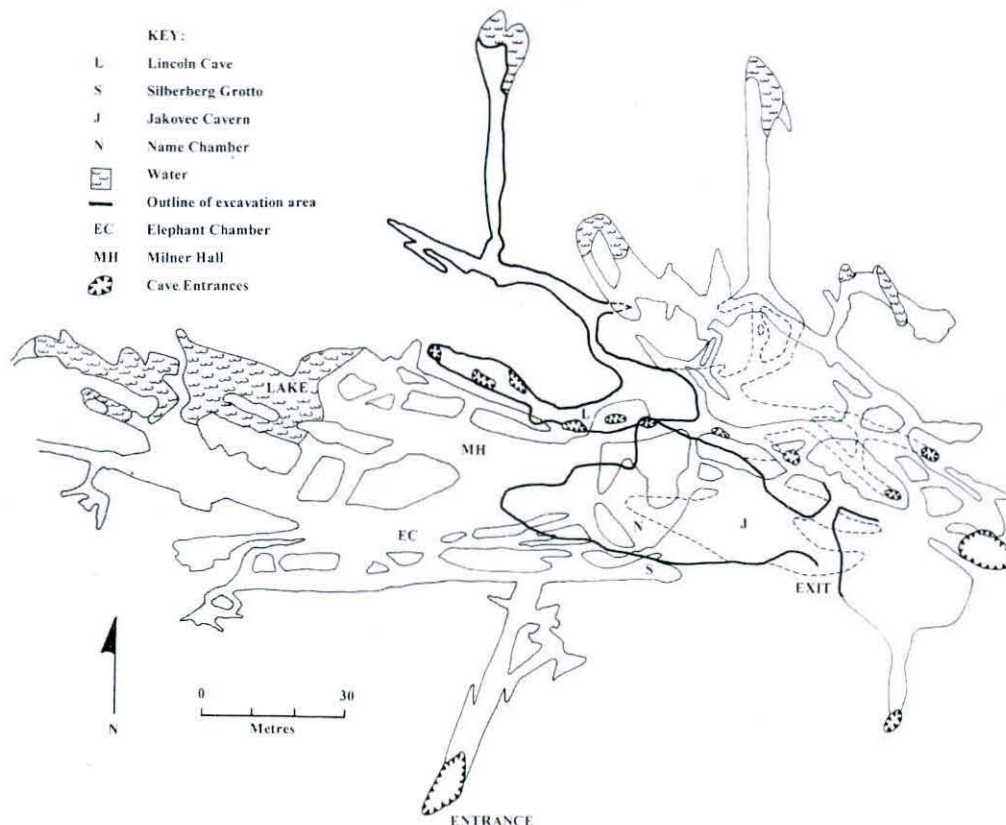 KEY:
L Lincoln Cave
S Silberberg Grotto
J Jakovec Cavern
N Name Chamber
Water
Outline of excavation area
EC Elephant Chamber
MH Milner Hall
Cave Entrances
LAKE
L
MH
N
J
EC
S
EXIT
0 30
Metres
N
ENTRANCE